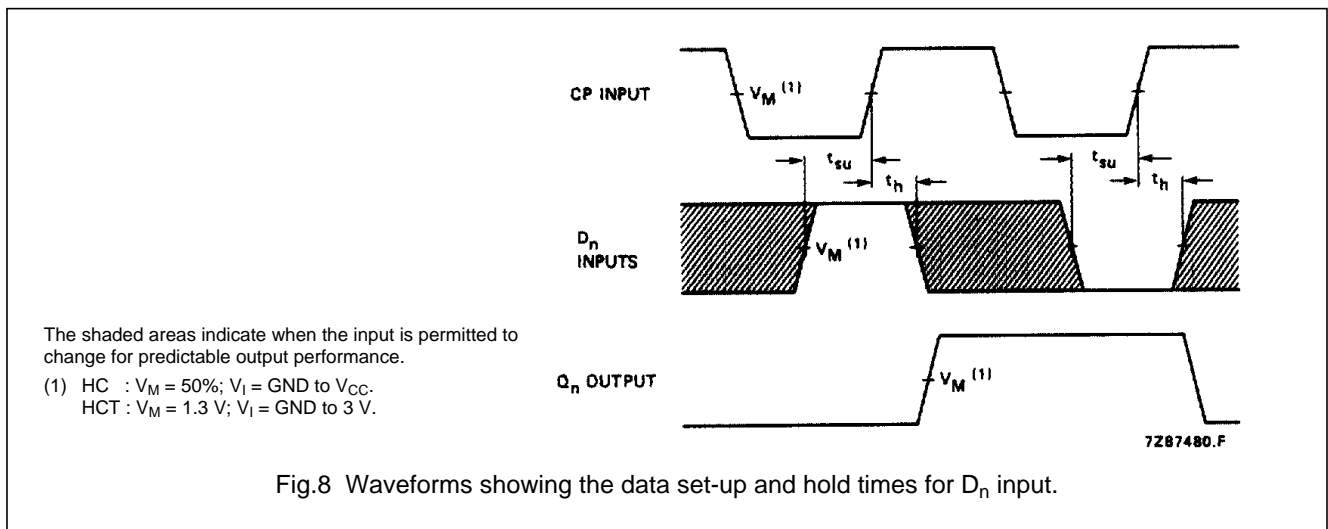 CP INPUT
V_M (1)
t_su
t_su
t_h
t_h
D_n
INPUTS
V_M (1)
The shaded areas indicate when the input is permitted to
change for predictable output performance.
(1) HC : V_M = 50%; V_I = GND to V_CC.
HCT : V_M = 1.3 V; V_I = GND to 3 V.
Q_n OUTPUT
V_M (1)
7Z87480.F
Fig.8 Waveforms showing the data set-up and hold times for D_n input.